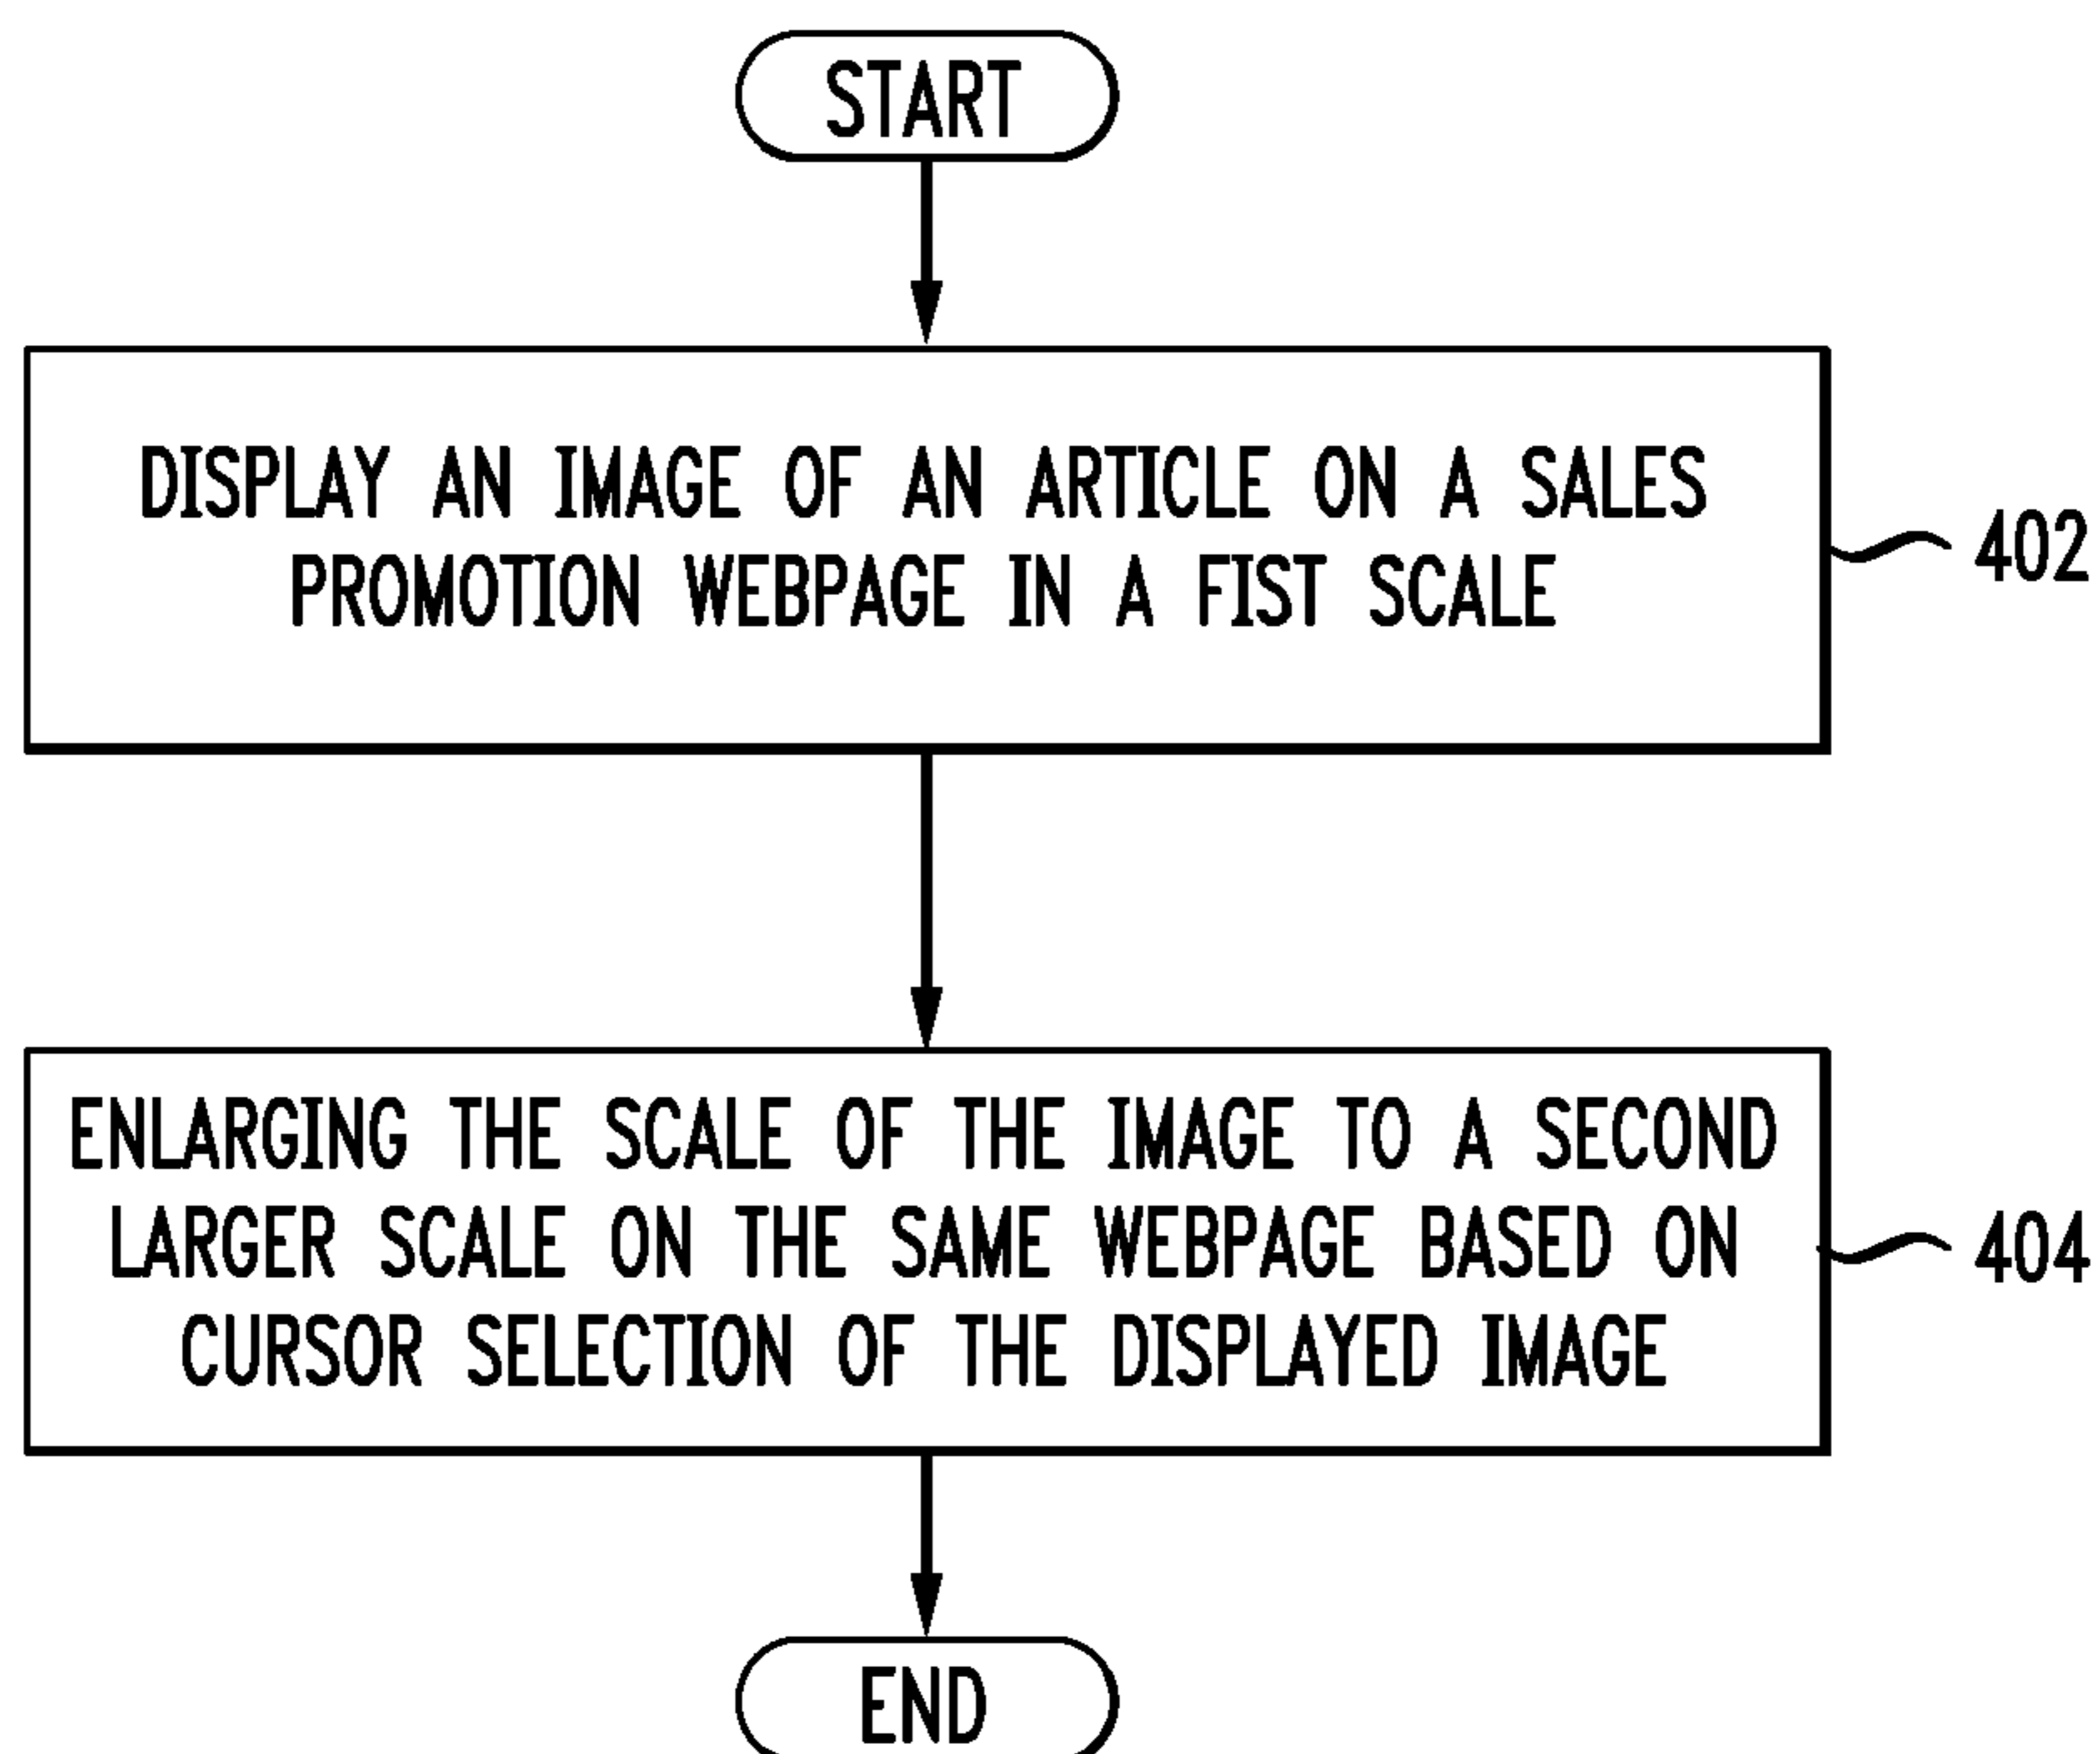 START
DISPLAY AN IMAGE OF AN ARTICLE ON A SALES
PROMOTION WEBPAGE IN A FIST SCALE
402
ENLARGING THE SCALE OF THE IMAGE TO A SECOND
LARGER SCALE ON THE SAME WEBPAGE BASED ON
CURSOR SELECTION OF THE DISPLAYED IMAGE
404
END